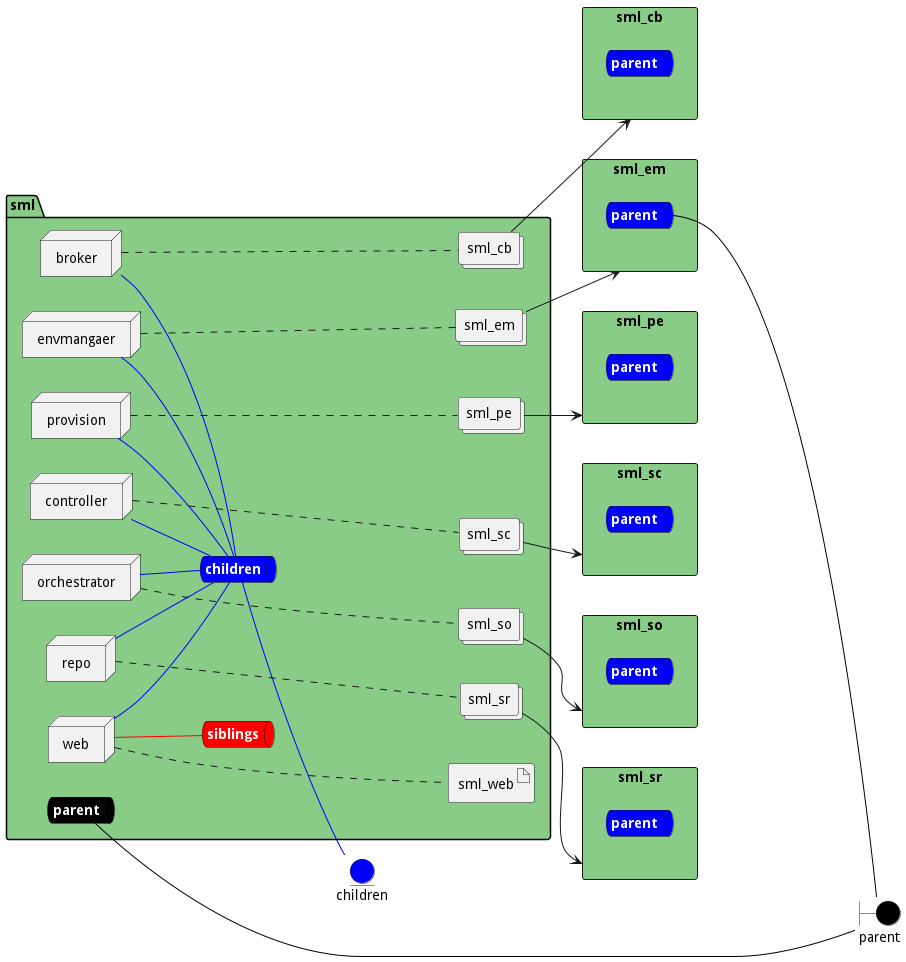 sml_cb
parent
sml_em
parent
sml
broker
sml_cb
envmangaer
sml_em
sml_pe
parent
provision
sml_pe
controller
sml_sc
sml_sc
parent
orchestrator
children
sml_so
sml_so
parent
repo
sml_sr
web
siblings
sml_web
sml_sr
parent
parent
children
parent